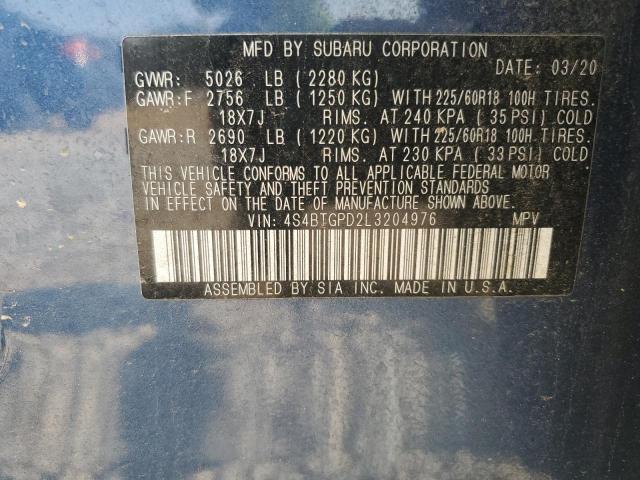 MFD BY SUBARU CORPORATION
DATE: 03/20
GVWR: 5026 LB ( 2280 KG)
GAWR:F 2756 LB ( 1250 KG) WITH 225/60R18 100H TIRES.
18X7J RIMS. AT 240 KPA ( 35 PSI) COLD
GAWR:R 2690 LB ( 1220 KG) WITH 225/60R18 100H TIRES.
18X7J RIMS. AT 230 KPA ( 33 PSI) COLD
THIS VEHICLE CONFORMS TO ALL APPLICABLE FEDERAL MOTOR
VEHICLE SAFETY AND THEFT PREVENTION STANDARDS
IN EFFECT ON THE DATE OF MANUFACTURE SHOWN ABOVE.
VIN: 4S4BTGPD2L3204976 MPV
ASSEMBLED BY SIA INC. MADE IN U.S.A.